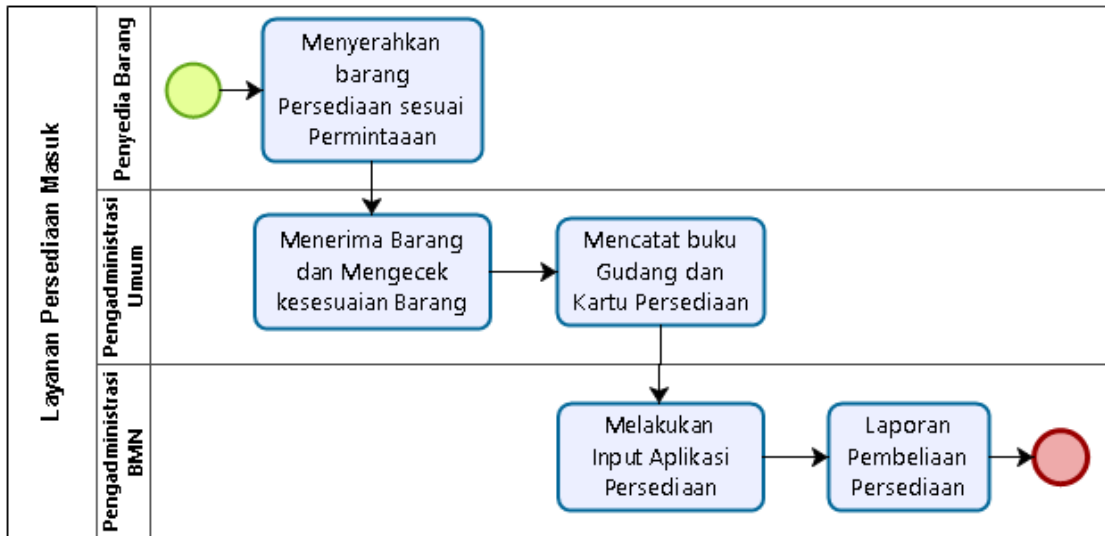 Layanan Persediaan Masuk
Penyedia Barang
Menyerahkan
barang
Persediaan sesuai
Permintaaan
Pengadministrasi
Umum
Menerima Barang
dan Mengecek
kesesuaian Barang
Mencatat buku
Gudang dan
Kartu Persediaan
Pengadministrasi
BMN
Melakukan
Input Aplikasi
Persediaan
Laporan
Pembeliaan
Persediaan